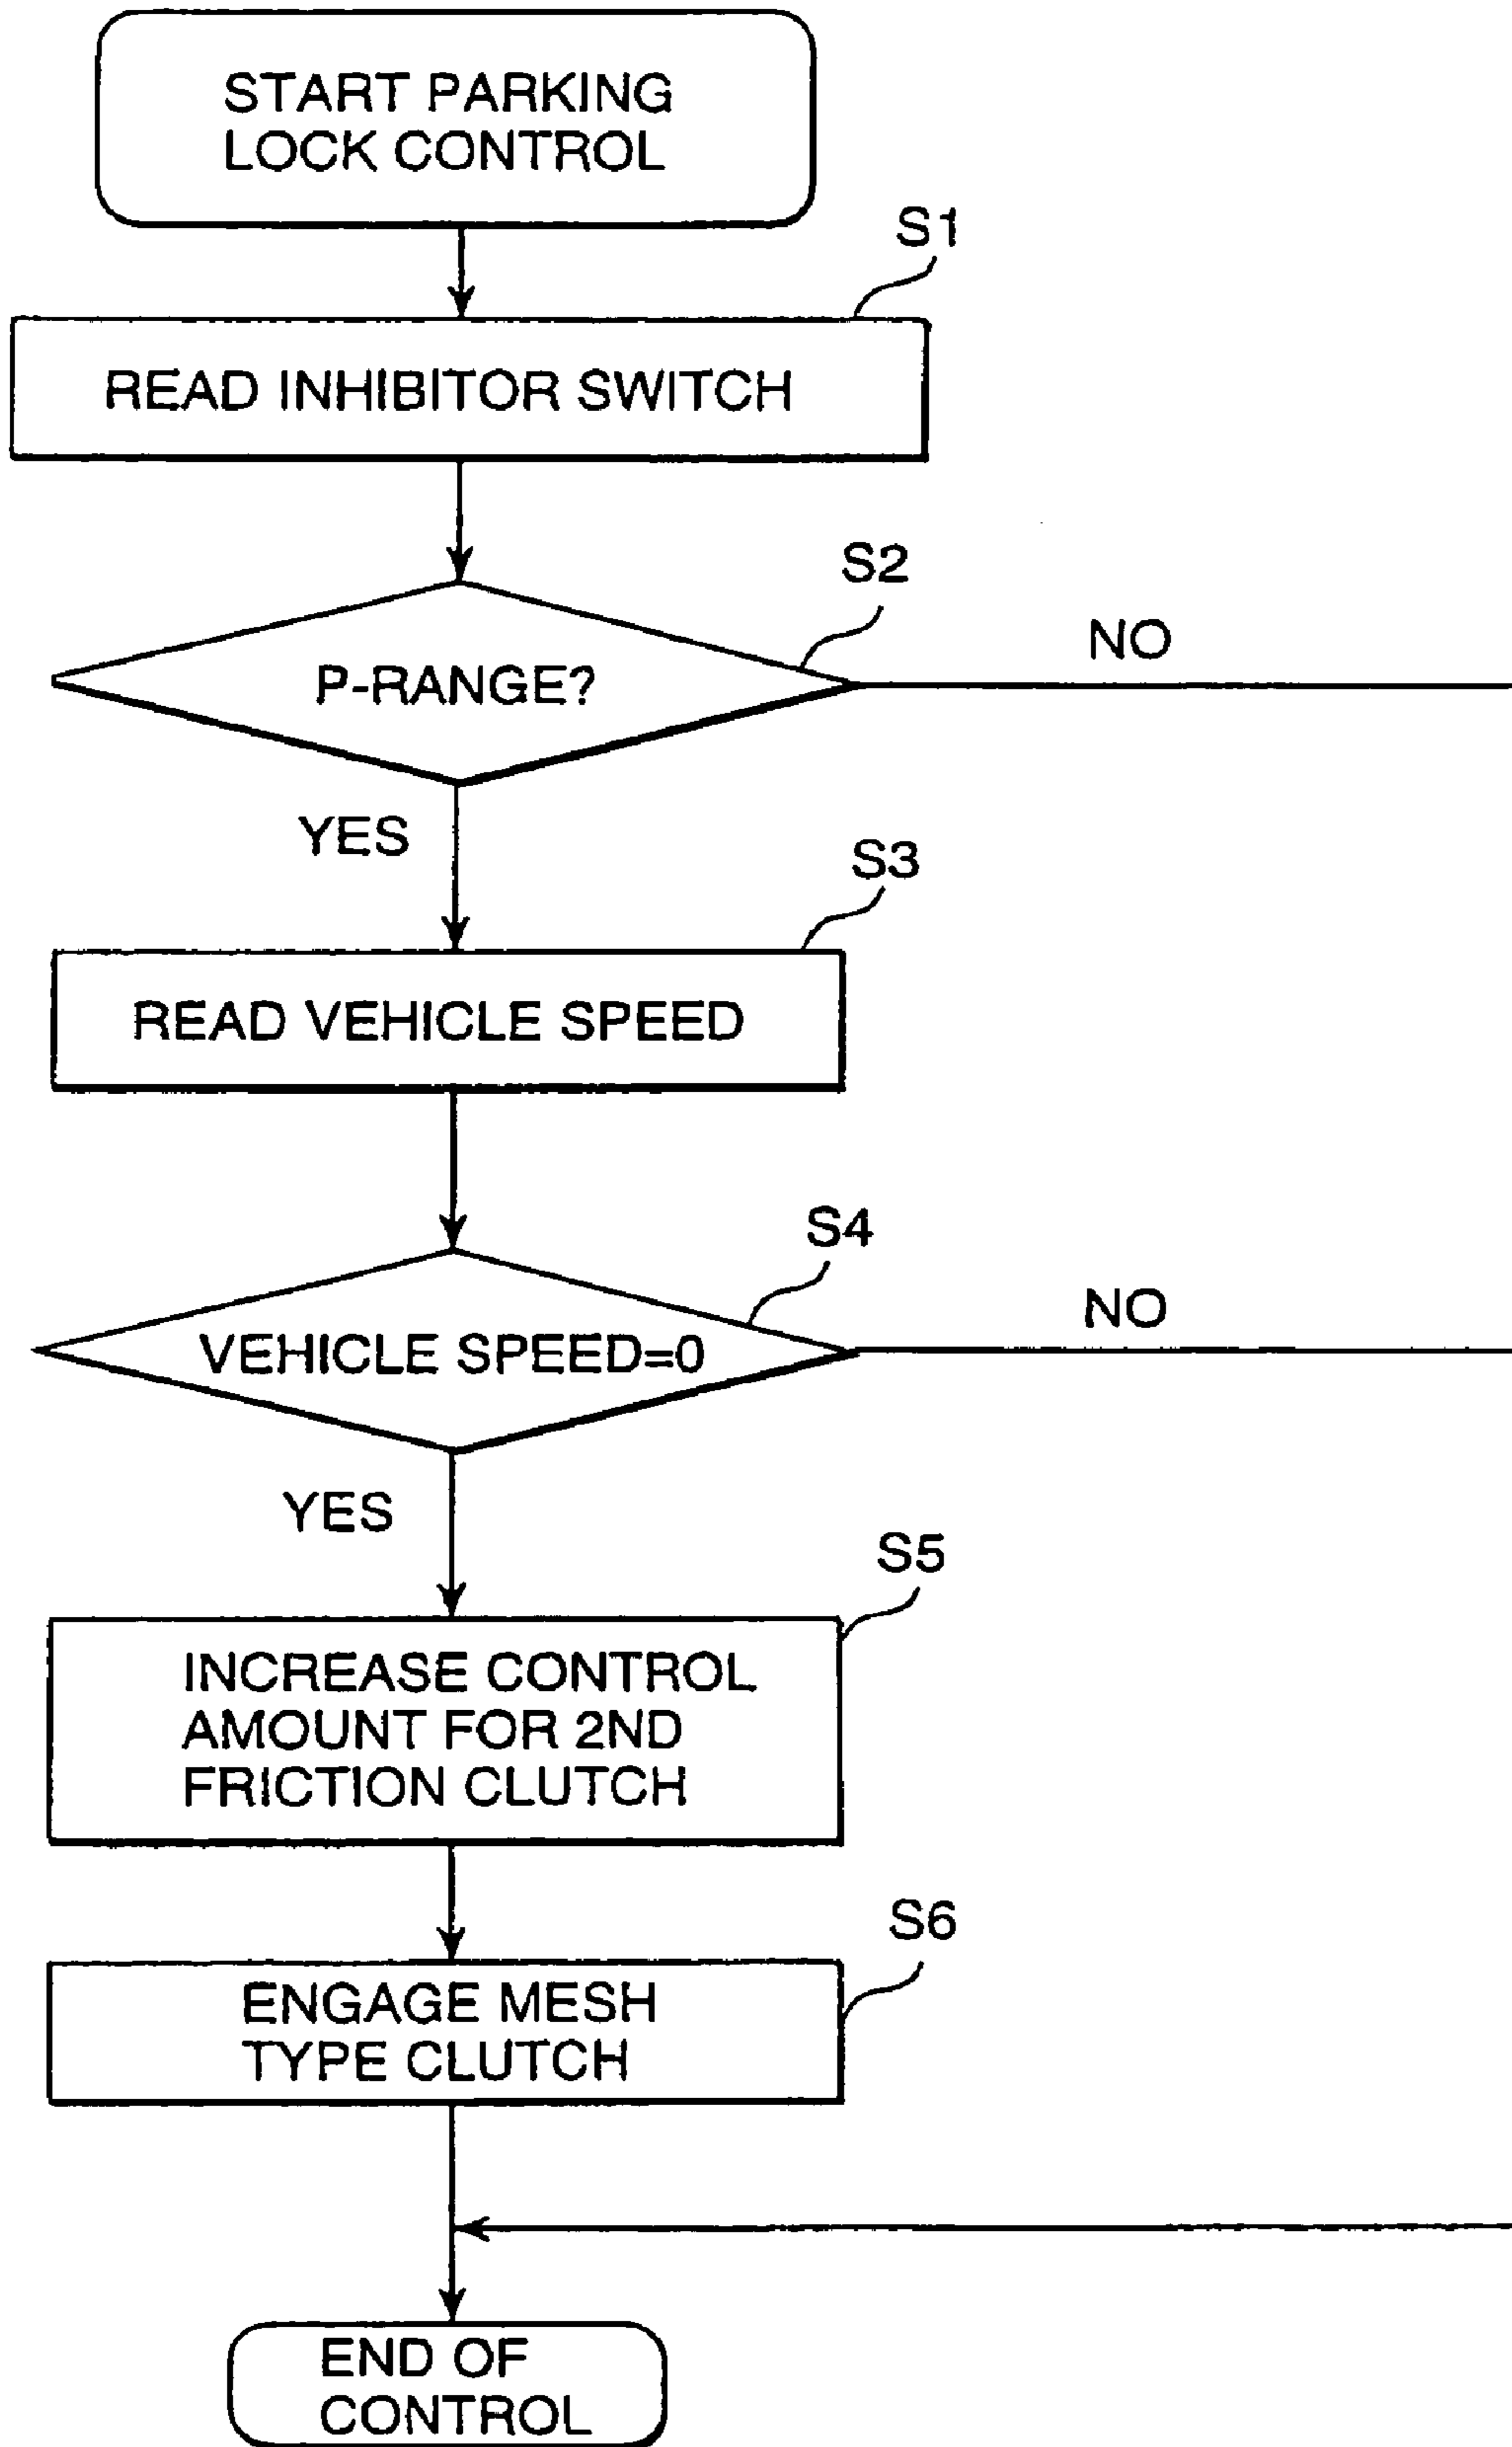 START PARKING
LOCK CONTROL
S1
READ INHIBITOR SWITCH
S2
NO
P-RANGE?
YES
S3
READ VEHICLE SPEED
S4
NO
VEHICLE SPEED=0
YES
S5
INCREASE CONTROL
AMOUNT FOR 2ND
FRICTION CLUTCH
S6
ENGAGE MESH
TYPE CLUTCH
END OF
CONTROL